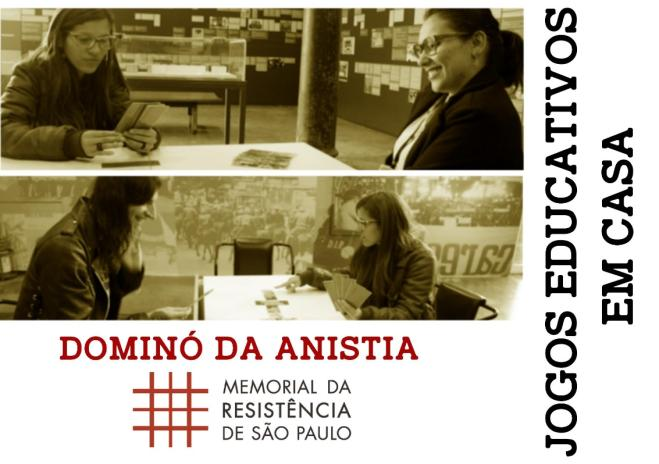 JOGOS EDUCATIVOS
EM CASA
DOMINÓ DA ANISTIA
MEMORIAL DA
RESISTÊNCIA
DE SÃO PAULO